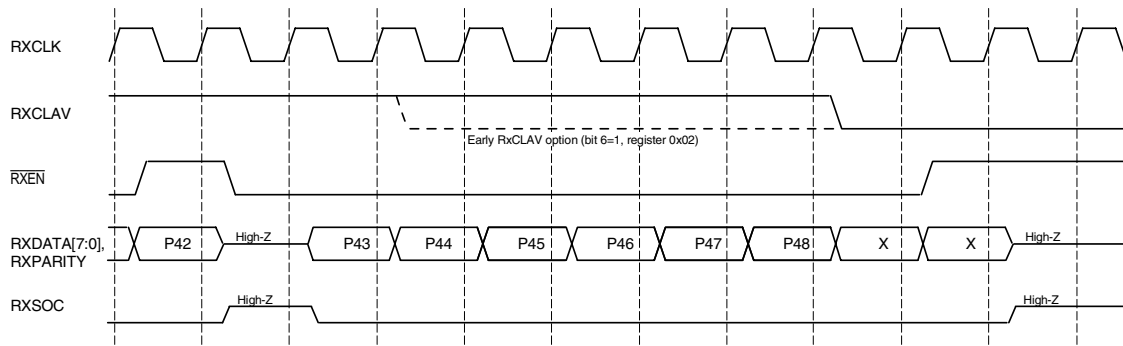 RXCLK
RXCLAV
Early RxCLAV option (bit 6=1, register 0x02)
RXEN
RXDATA[7:0], P42 High-Z P43 P44 P45 P46 P47 P48 X X High-Z
RXPARITY
RXSOC High-Z High-Z